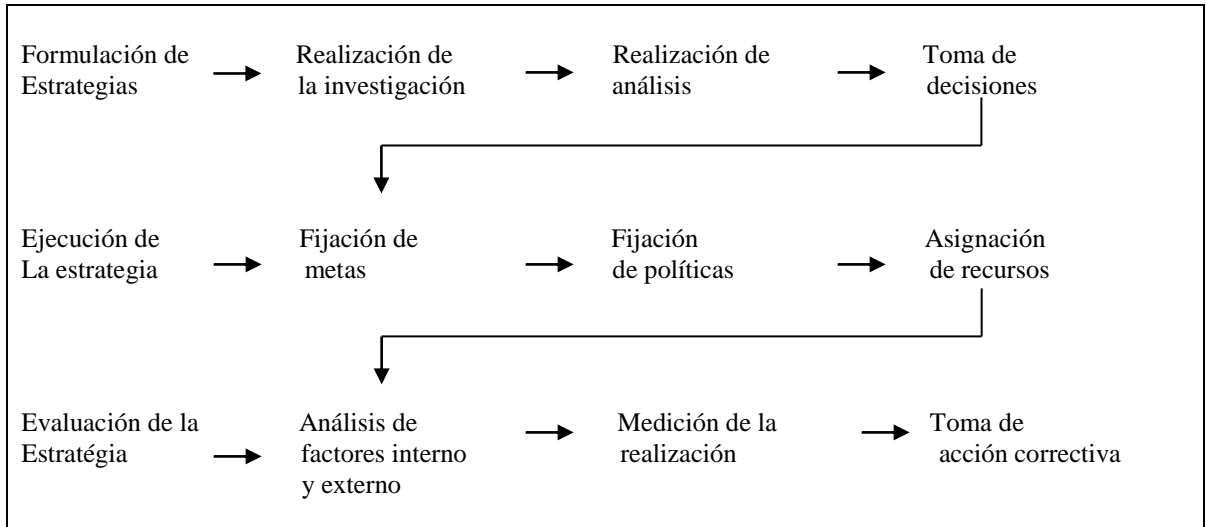 Formulación de
Estrategias
Realización de
la investigación
Realización de
análisis
Toma de
decisiones
Ejecución de
La estrategia
Fijación de
metas
Fijación
de políticas
Asignación
de recursos
Evaluación de la
Estratégia
Análisis de
factores interno
y externo
Medición de la
realización
Toma de
acción correctiva